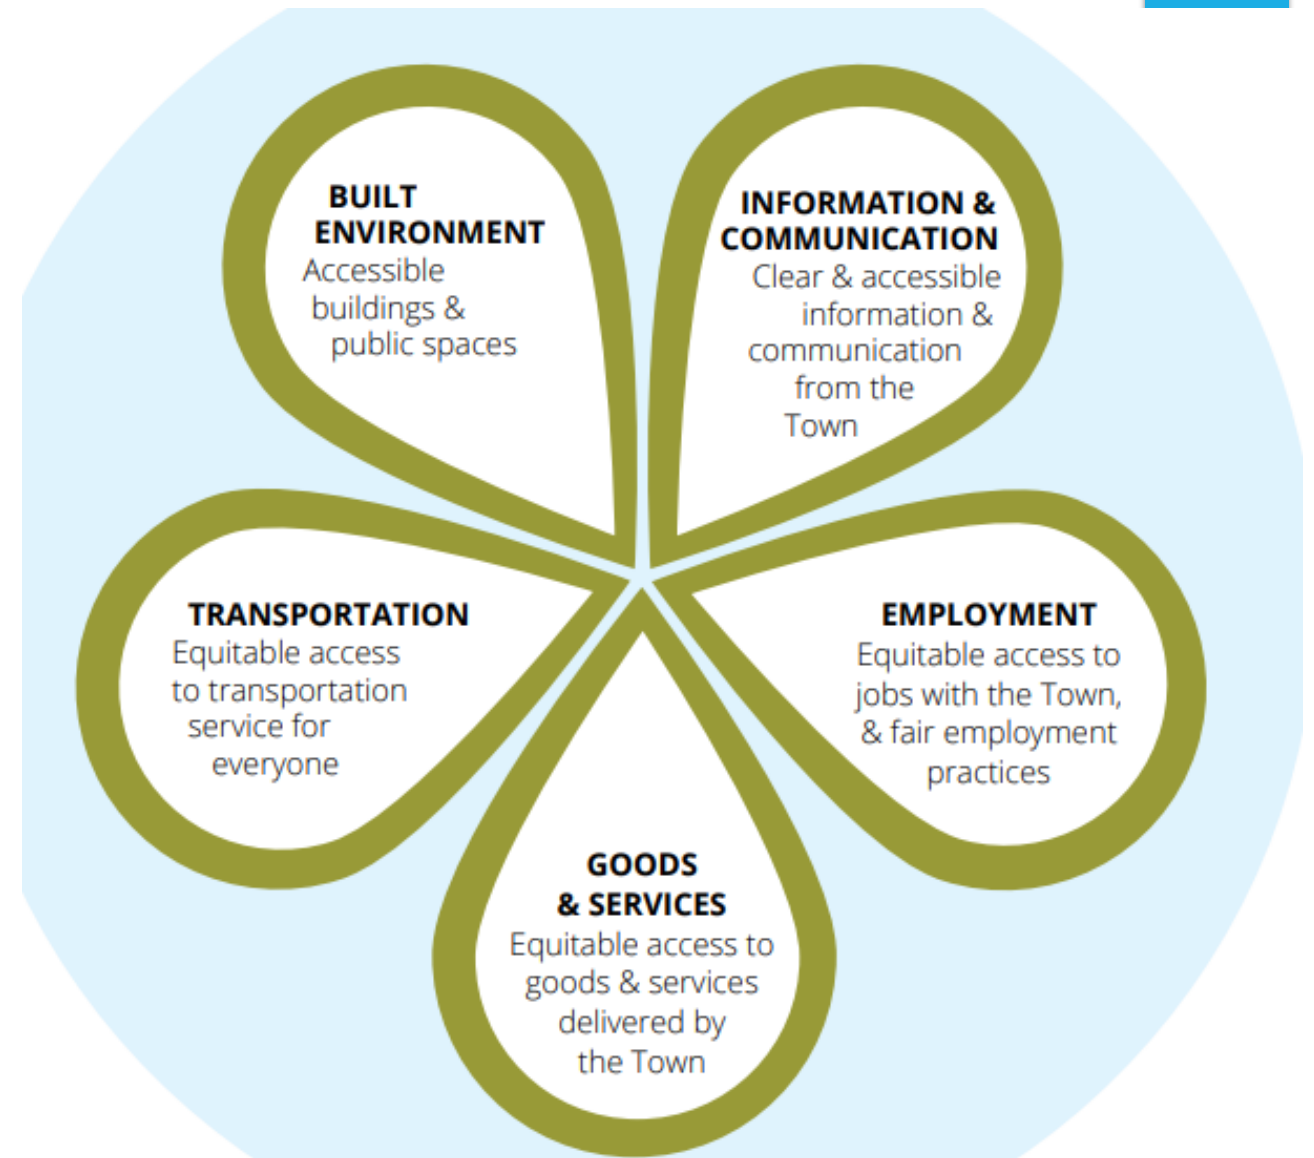 BUILT
ENVIRONMENT
Accessible
buildings &
public spaces
INFORMATION &
COMMUNICATION
Clear & accessible
information &
communication
from the
Town
TRANSPORTATION
Equitable access
to transportation
service for
everyone
EMPLOYMENT
Equitable access to
jobs with the Town,
& fair employment
practices
GOODS
& SERVICES
Equitable access to
goods & services
delivered by
the Town